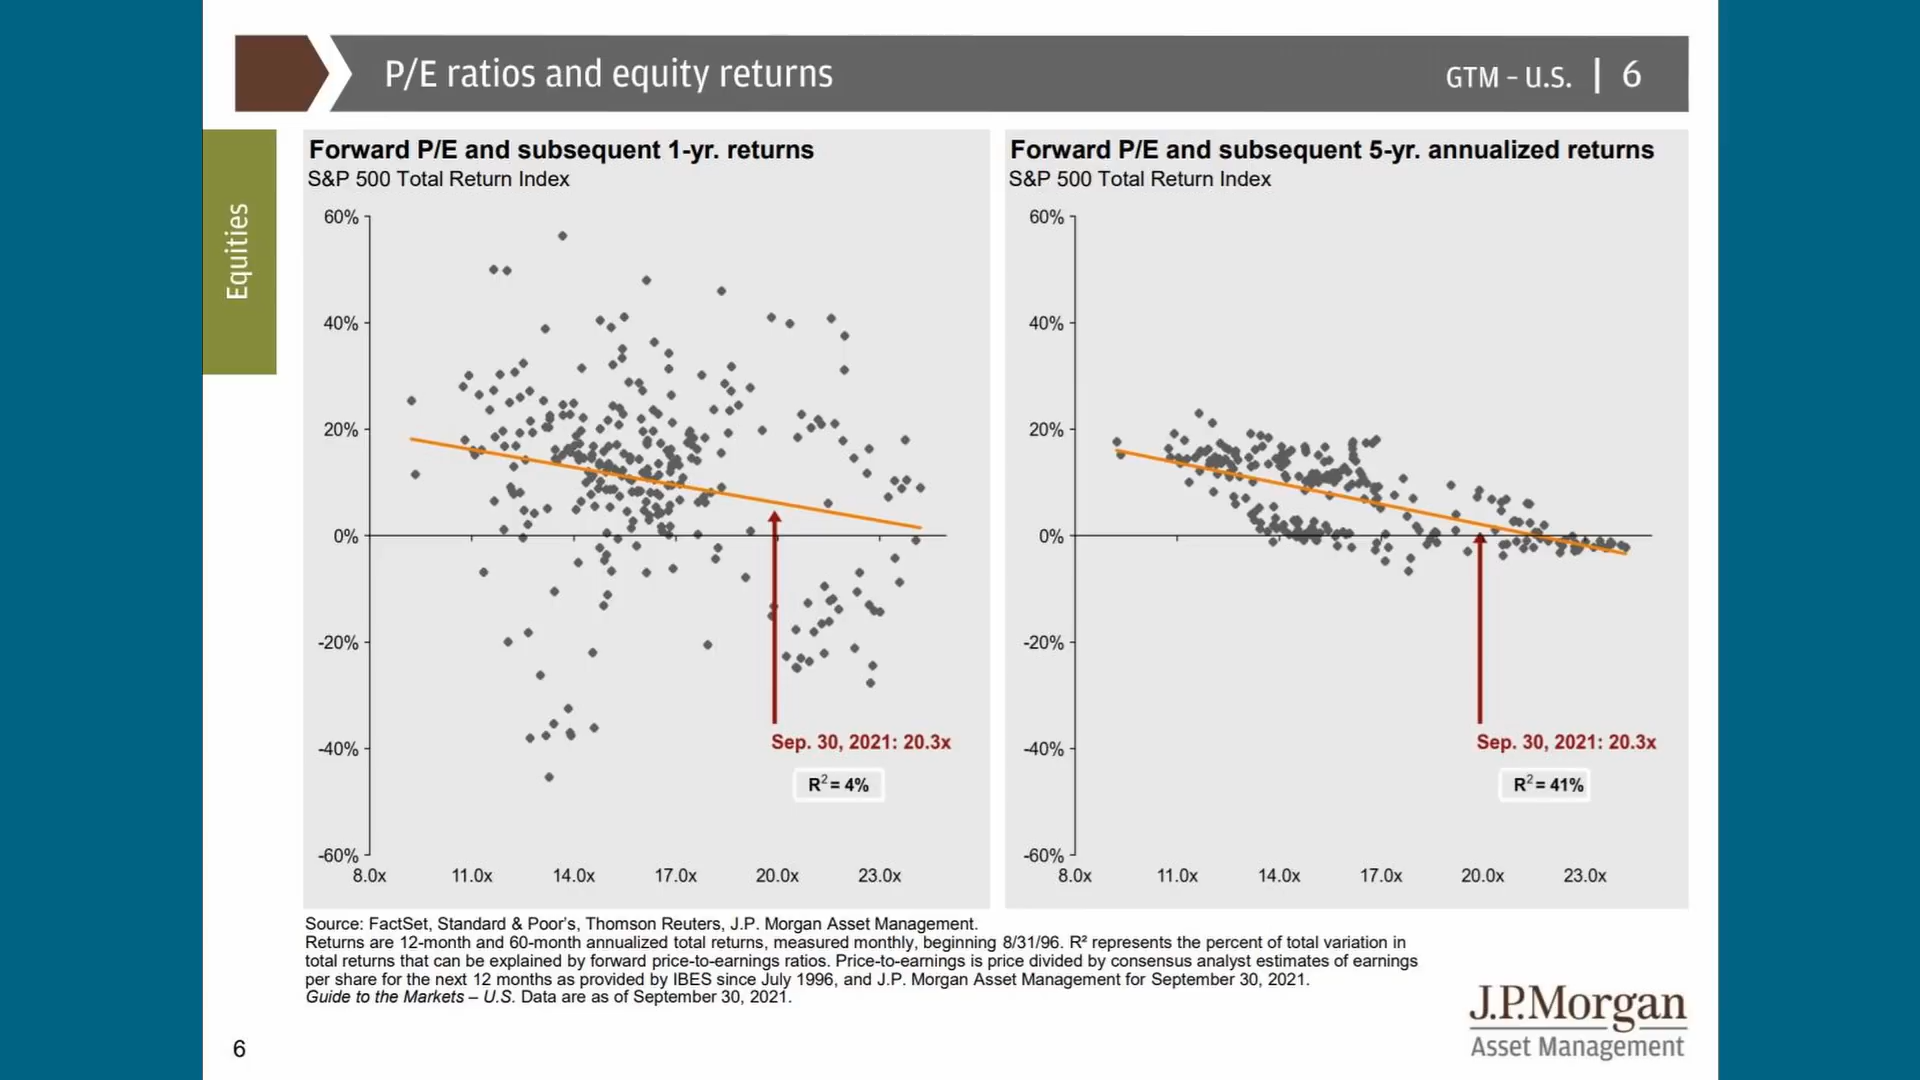 P/E ratios and equity returns
GTM – U.S. | 6
Equities
Forward P/E and subsequent 1-yr. returns
S&P 500 Total Return Index
60%
40%
20%
0%
-20%
-40%
-60%
8.0x 11.0x 14.0x 17.0x 20.0x 23.0x
Sep. 30, 2021: 20.3x
R² = 4%
Forward P/E and subsequent 5-yr. annualized returns
S&P 500 Total Return Index
60%
40%
20%
0%
-20%
-40%
-60%
8.0x 11.0x 14.0x 17.0x 20.0x 23.0x
Sep. 30, 2021: 20.3x
R² = 41%
Source: FactSet, Standard & Poor's, Thomson Reuters, J.P. Morgan Asset Management.
Returns are 12-month and 60-month annualized total returns, measured monthly, beginning 8/31/96. R² represents the percent of total variation in
total returns that can be explained by forward price-to-earnings ratios. Price-to-earnings is price divided by consensus analyst estimates of earnings
per share for the next 12 months as provided by IBES since July 1996, and J.P. Morgan Asset Management for September 30, 2021.
Guide to the Markets – U.S. Data are as of September 30, 2021.
J.P.Morgan
Asset Management
6